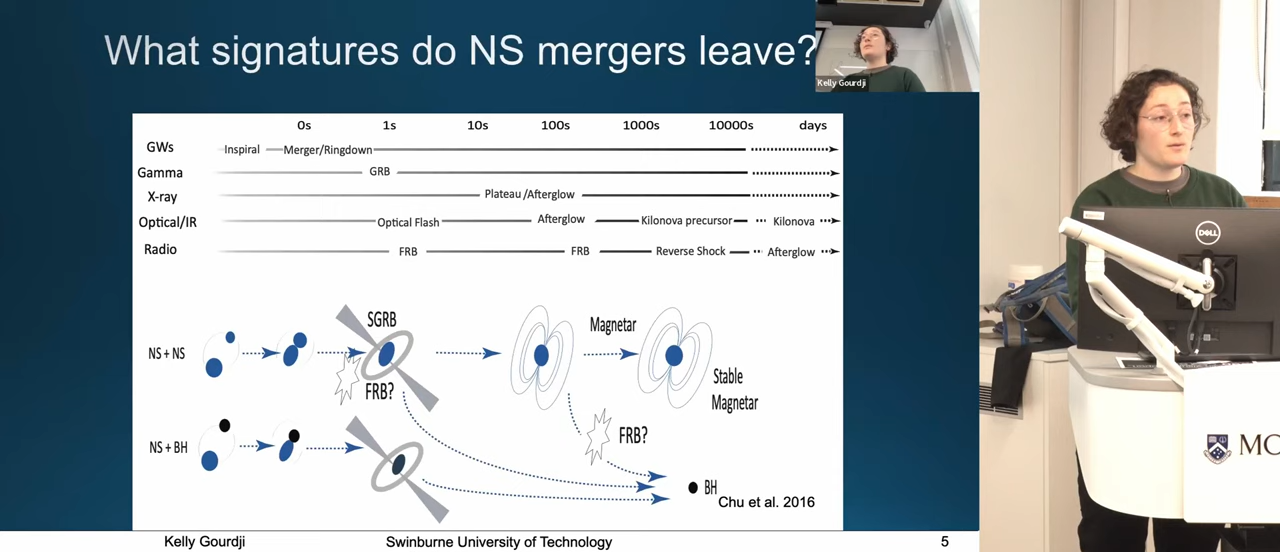 What signatures do NS mergers leave?
Kelly Gourdji
0s 1s 10s 100s 1000s 10000s days
GWs Inspiral Merger/Ringdown
Gamma GRB
X-ray Plateau/Afterglow
Optical/IR Optical Flash Afterglow Kilonova precursor Kilonova
Radio FRB FRB Reverse Shock Afterglow
SGRB
Magnetar
NS + NS
FRB?
Stable
Magnetar
NS + BH
FRB?
BH
Chu et al. 2016
Kelly Gourdji Swinburne University of Technology 5
DELL